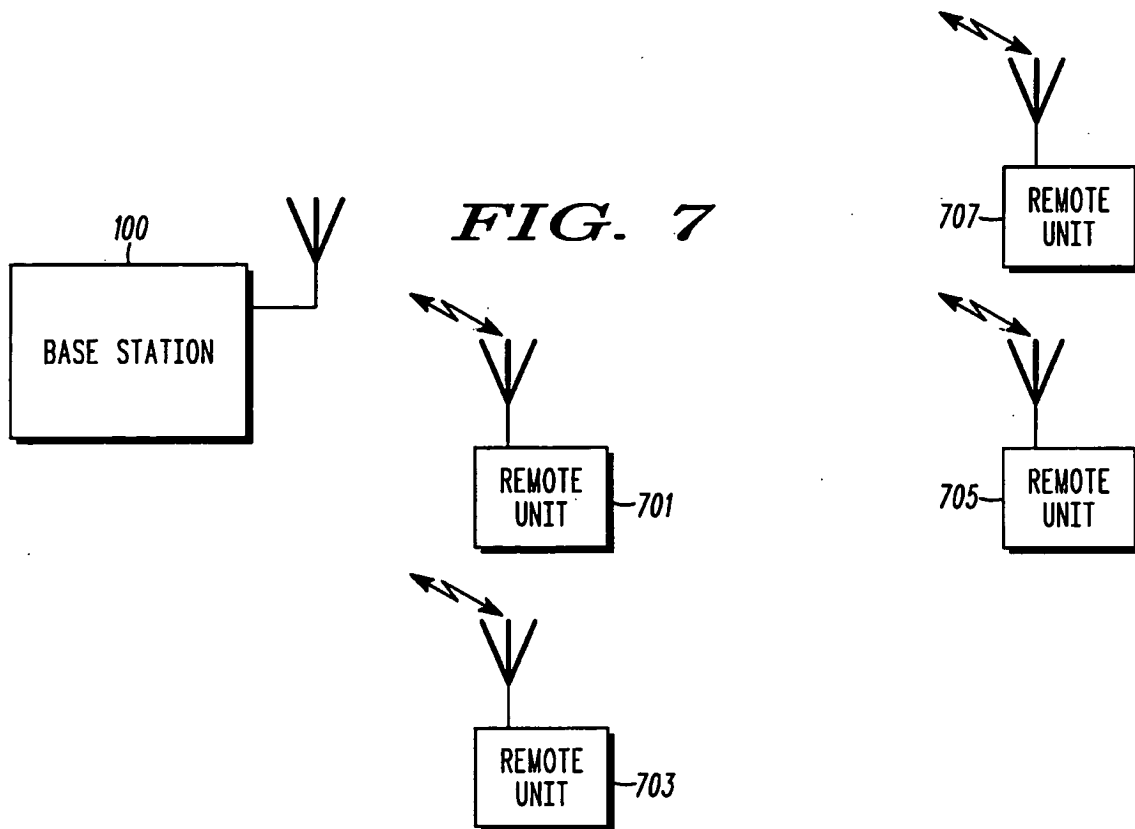 FIG. 7
100
BASE STATION
707
REMOTE
UNIT
REMOTE
UNIT
701
705
REMOTE
UNIT
REMOTE
UNIT
703